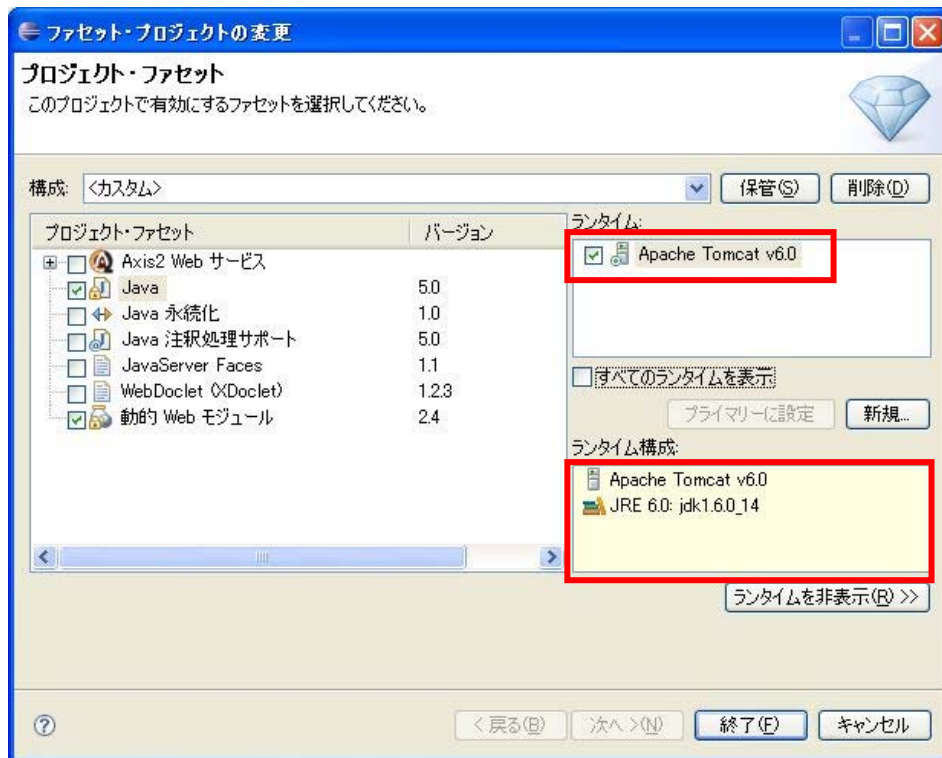 ファセット・プロジェクトの変更
プロジェクト・ファセット
このプロジェクトで有効にするファセットを選択してください。
構成: <カスタム> 保管(S) 削除(D)
プロジェクト・ファセット バージョン
Axis2 Web サービス
Java 5.0
Java 永続化 1.0
Java 注釈処理サポート 5.0
JavaServer Faces 1.1
WebDoclet (XDoclet) 1.2.3
動的 Web モジュール 2.4
ランタイム:
Apache Tomcat v6.0
すべてのランタイムを表示
プライマリーに設定 新規...
ランタイム構成:
Apache Tomcat v6.0
JRE 6.0: jdk1.6.0_14
ランタイムを非表示(R) >>
< 戻る(B) 次へ >(N) 終了(F) キャンセル